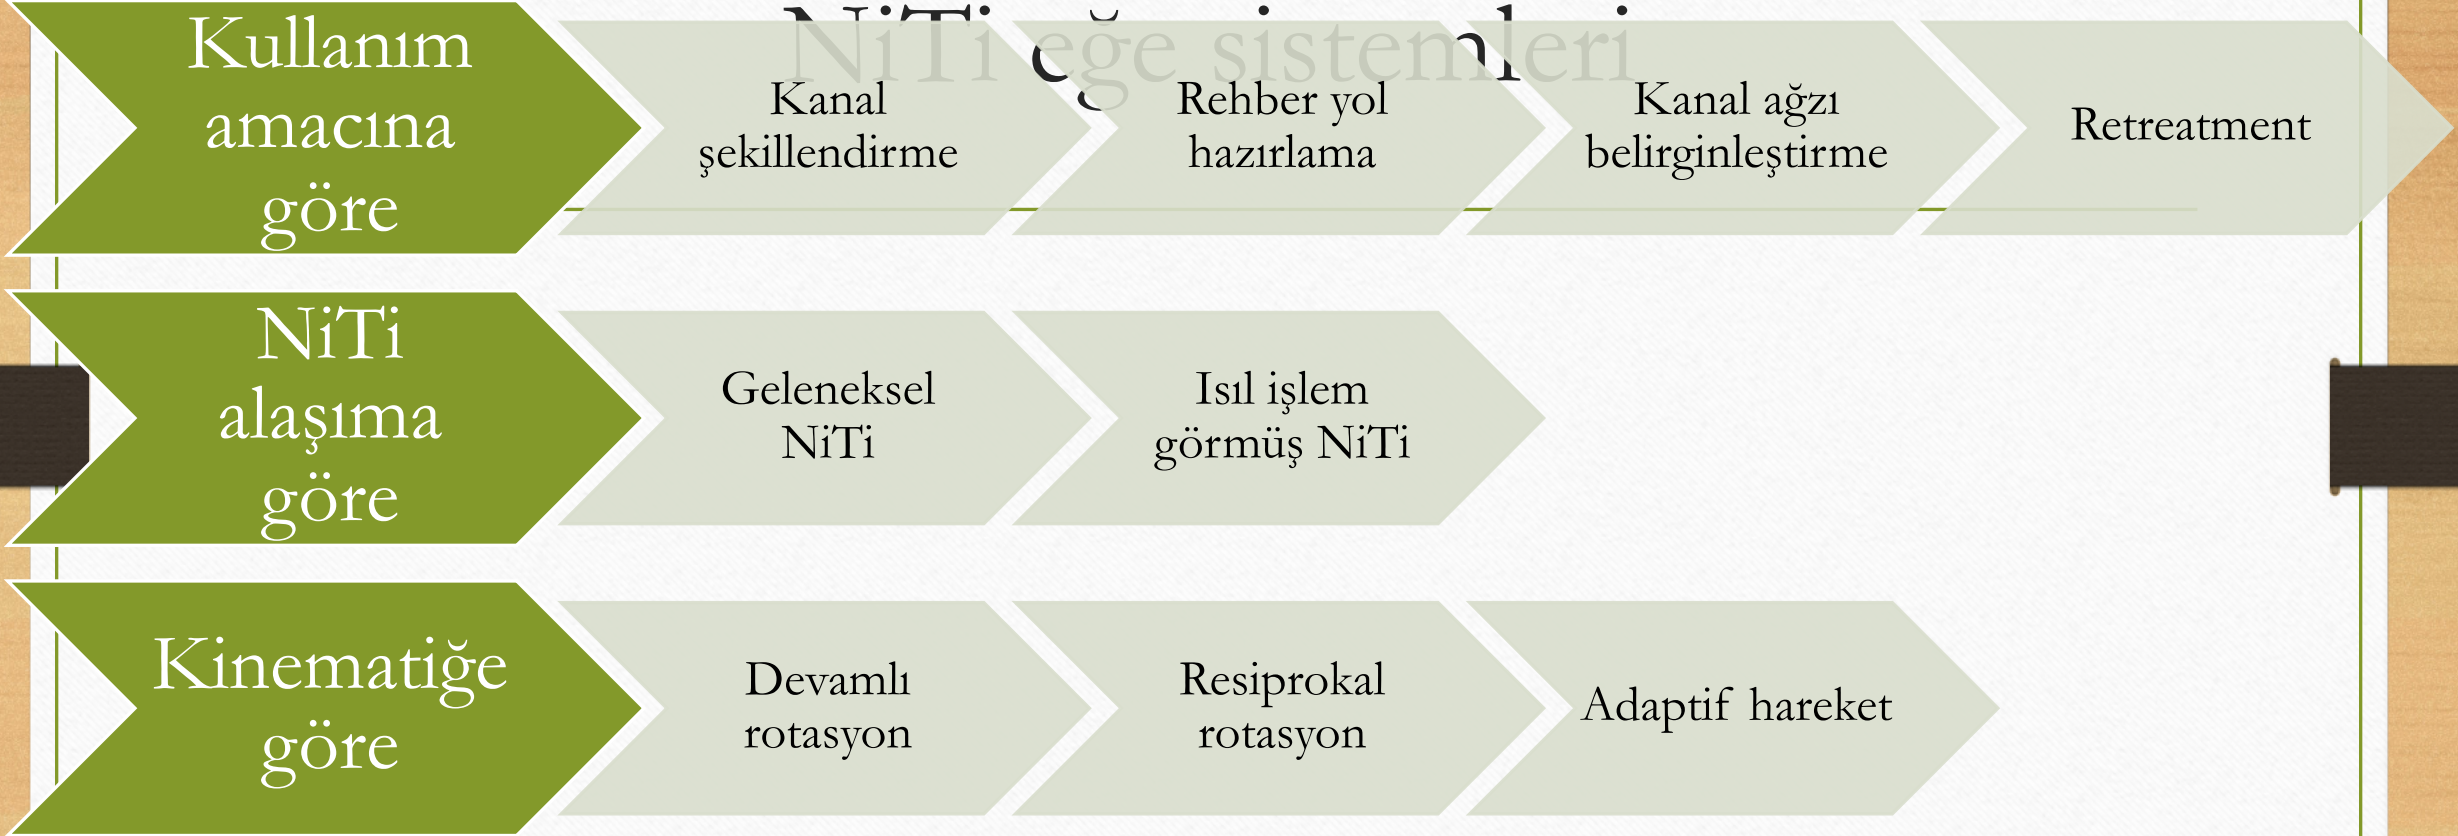 NiTi eğe sistemleri
Kullanım
amacına
göre
Kanal
şekillendirme
Rehber yol
hazırlama
Kanal ağzı
belirginleştirme
Retreatment
NiTi
alaşıma
göre
Geleneksel
NiTi
Isıl işlem
görmüş NiTi
Kinematiğe
göre
Devamlı
rotasyon
Resiprokal
rotasyon
Adaptif hareket